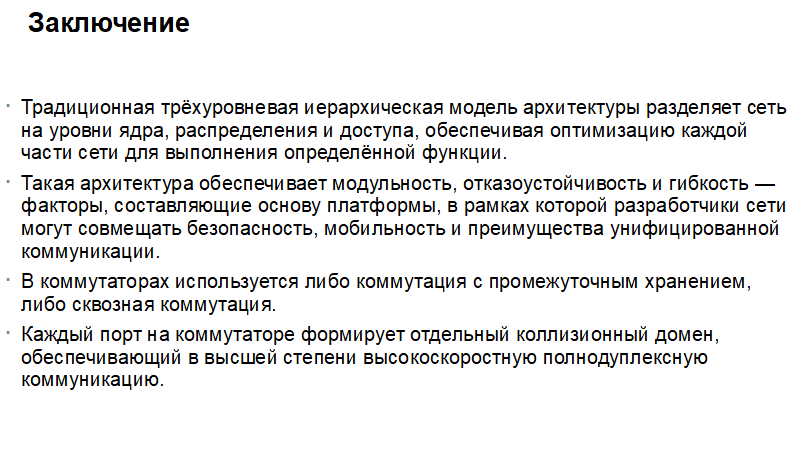 Заключение
Традиционная трёхуровневая иерархическая модель архитектуры разделяет сеть
на уровни ядра, распределения и доступа, обеспечивая оптимизацию каждой
части сети для выполнения определённой функции.
Такая архитектура обеспечивает модульность, отказоустойчивость и гибкость —
факторы, составляющие основу платформы, в рамках которой разработчики сети
могут совмещать безопасность, мобильность и преимущества унифицированной
коммуникации.
В коммутаторах используется либо коммутация с промежуточным хранением,
либо сквозная коммутация.
Каждый порт на коммутаторе формирует отдельный коллизионный домен,
обеспечивающий в высшей степени высокоскоростную полнодуплексную
коммуникацию.